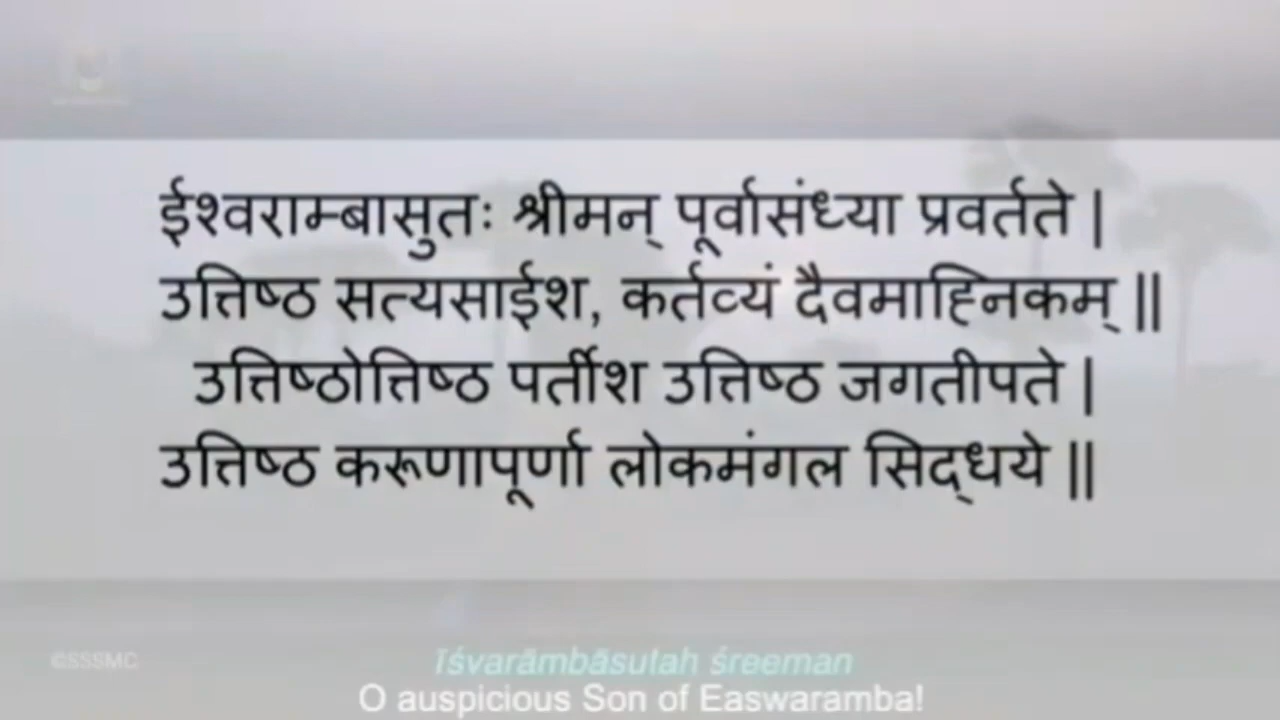 ईश्वराम्बासुतः श्रीमन् पूर्वासंध्या प्रवर्तते |
उत्तिष्ठ सत्यसाईश, कर्तव्यं दैवमाह्निकम् ||
उत्तिष्ठोत्तिष्ठ पर्तीश उत्तिष्ठ जगतीपते |
उत्तिष्ठ करूणापूर्णा लोकमंगल सिद्धये ||
©SSSMC
īśvarāmbāsutaḥ śreeman
O auspicious Son of Easwaramba!